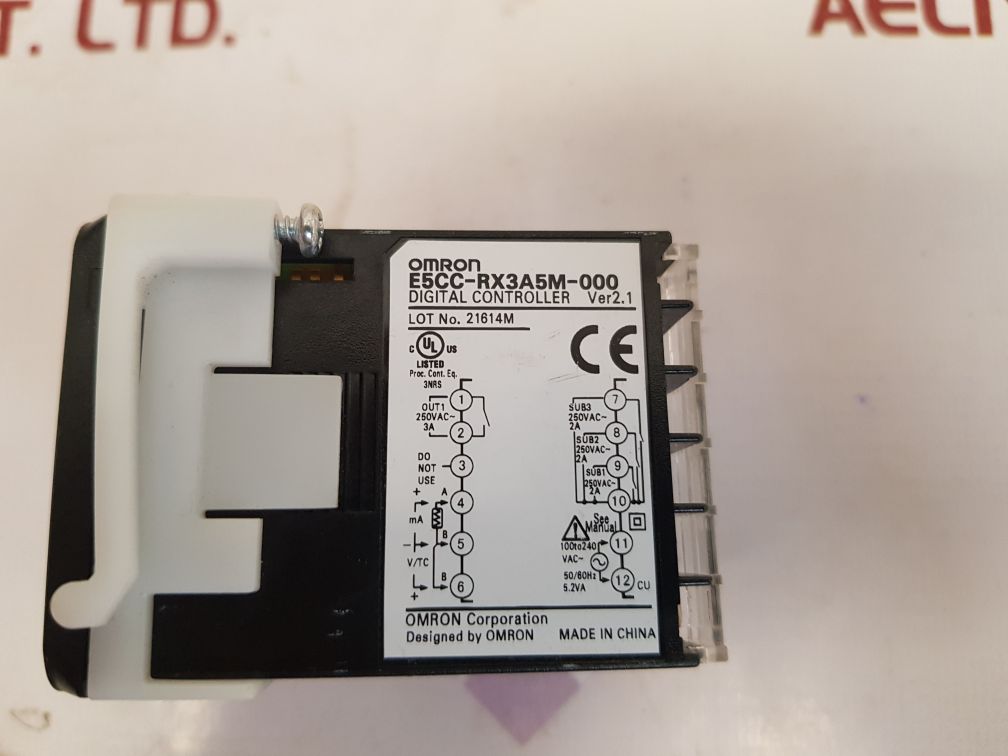 T. LTD.
OMRON
E5CC-RX3A5M-000
DIGITAL CONTROLLER Ver2.1
LOT No. 21614M
C UL US
LISTED
Proc. Cont. Eq.
3NRS
CE
1
OUT1
250VAC~
3A
2
DO
NOT
USE
3
+
A
4
mA
B
5
-
V/TC
B
6
+
7
SUB3
250VAC~
2A
8
SUB2
250VAC~
2A
9
SUB1
250VAC~
2A
10
See
Manual
11
100to240
VAC~
50/60Hz
5.2VA
12
CU
OMRON Corporation
Designed by OMRON MADE IN CHINA